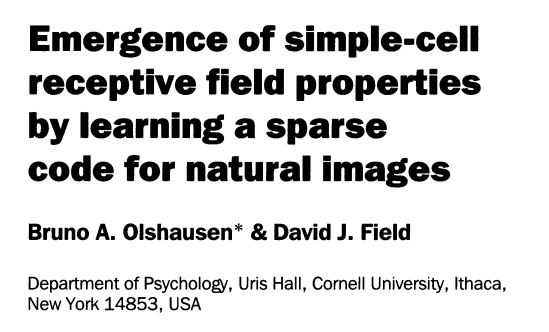 Emergence of simple-cell
receptive field properties
by learning a sparse
code for natural images
Bruno A. Olshausen* & David J. Field
Department of Psychology, Uris Hall, Cornell University, Ithaca,
New York 14853, USA